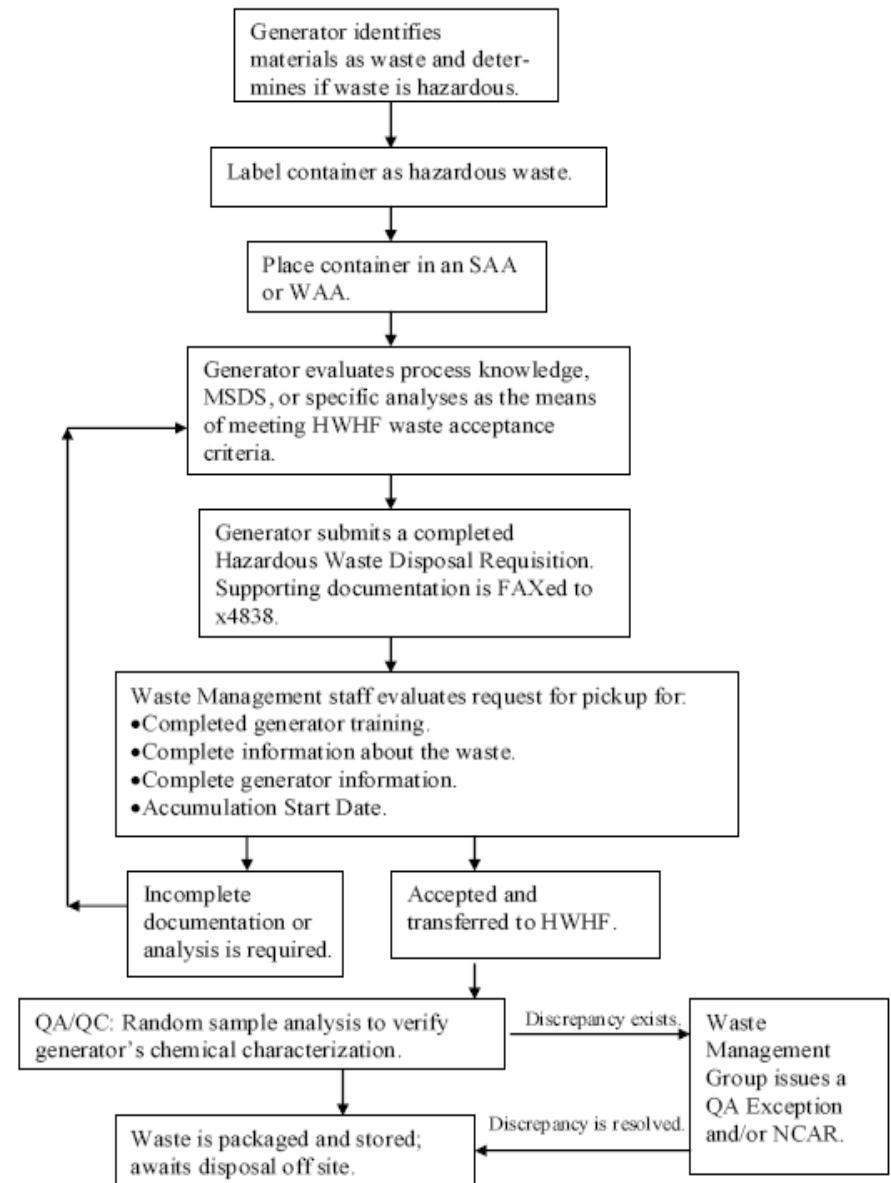 Generator identifies
materials as waste and deter-
mines if waste is hazardous.
Label container as hazardous waste.
Place container in an SAA
or WAA.
Generator evaluates process knowledge,
MSDS, or specific analyses as the means
of meeting HWHF waste acceptance
criteria.
Generator submits a completed
Hazardous Waste Disposal Requisition.
Supporting documentation is FAXed to
x4838.
Waste Management staff evaluates request for pickup for:
•Completed generator training.
•Complete information about the waste.
•Complete generator information.
•Accumulation Start Date.
Incomplete
documentation or
analysis is required.
Accepted and
transferred to HWHF.
QA/QC: Random sample analysis to verify
generator’s chemical characterization.
Discrepancy exists.
Waste
Management
Group issues a
QA Exception
and/or NCAR.
Discrepancy is resolved.
Waste is packaged and stored;
awaits disposal off site.